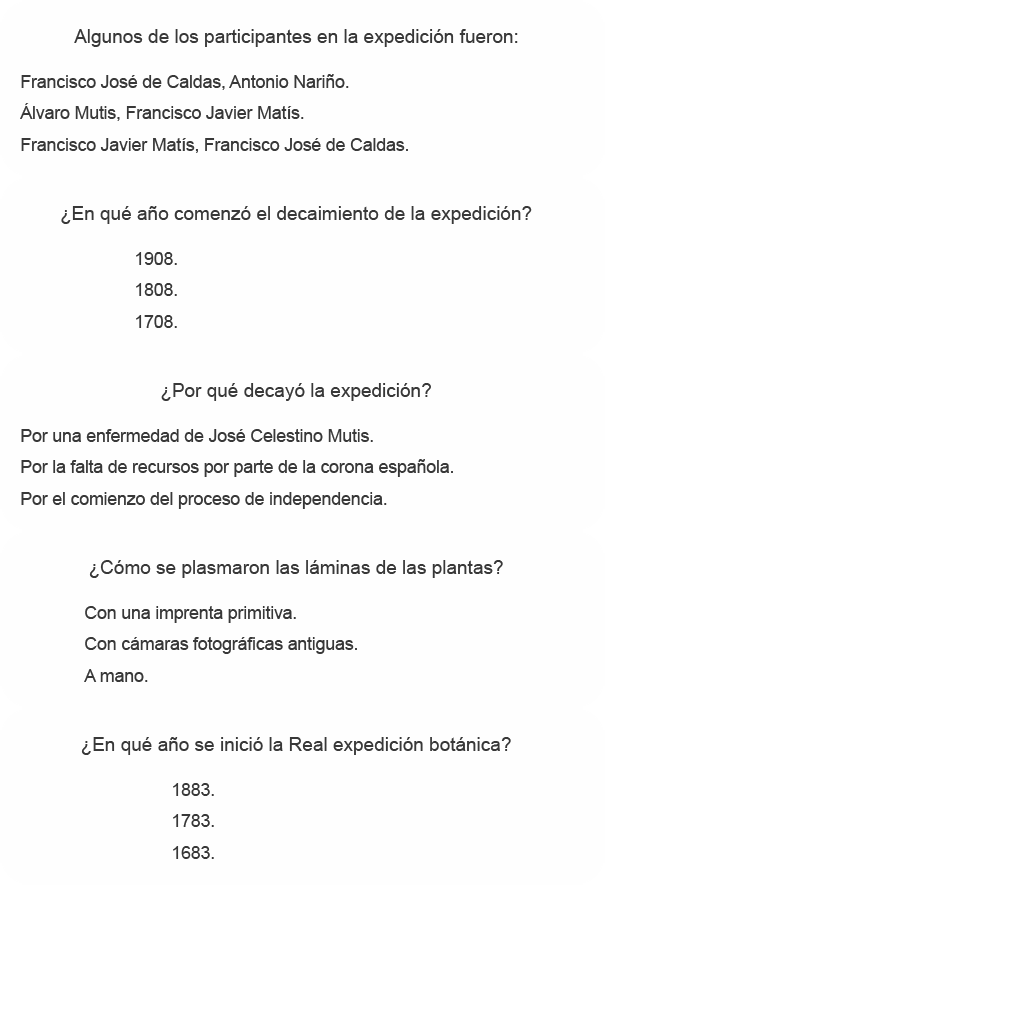 Algunos de los participantes en la expedición fueron:
Francisco José de Caldas, Antonio Nariño.
Álvaro Mutis, Francisco Javier Matís.
Francisco Javier Matís, Francisco José de Caldas.
¿En qué año comenzó el decaimiento de la expedición?
1908.
1808.
1708.
¿Por qué decayó la expedición?
Por una enfermedad de José Celestino Mutis.
Por la falta de recursos por parte de la corona española.
Por el comienzo del proceso de independencia.
¿Cómo se plasmaron las láminas de las plantas?
Con una imprenta primitiva.
Con cámaras fotográficas antiguas.
A mano.
¿En qué año se inició la Real expedición botánica?
1883.
1783.
1683.